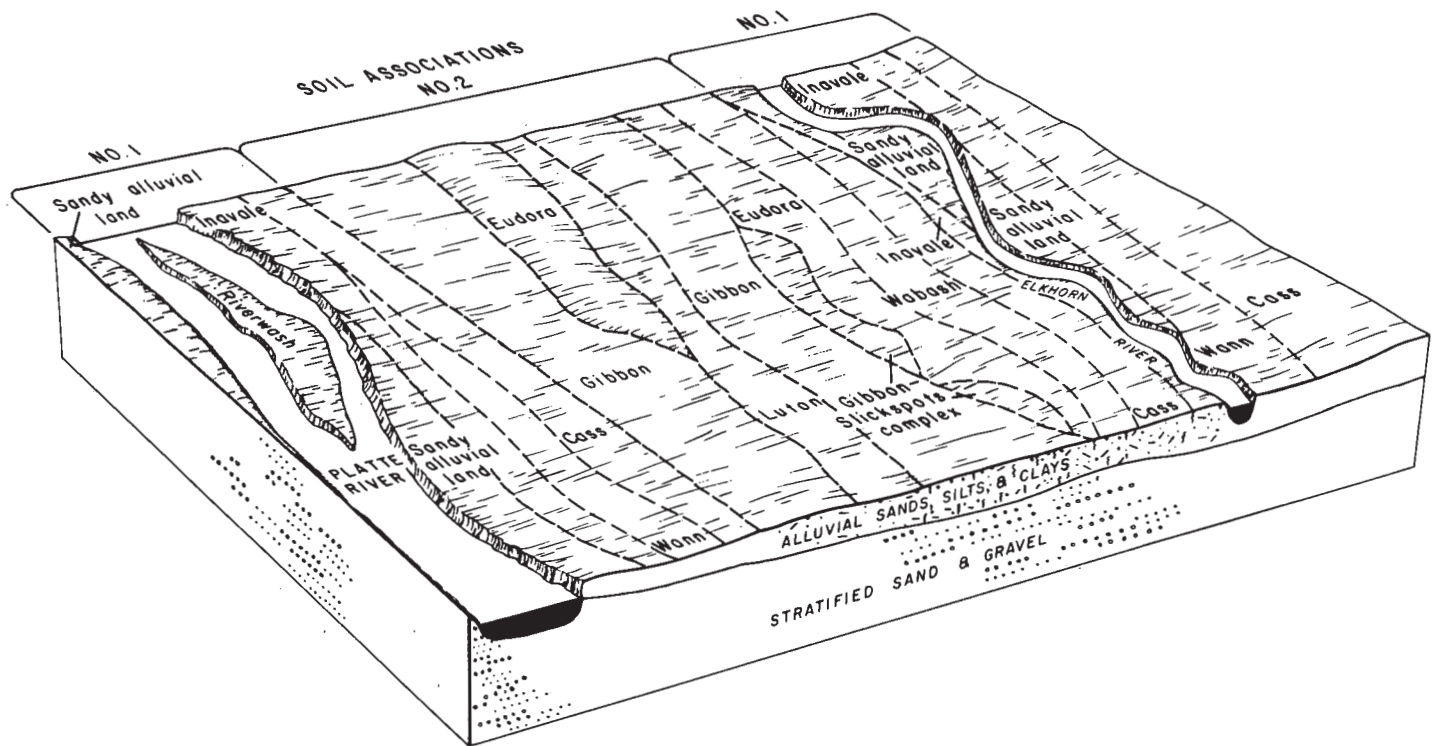 NO. 1
SOIL ASSOCIATIONS
NO. 2
NO. 1
Sandy alluvial
land
Inavale
Riverwash
PLATTE
RIVER
Sandy
alluvial
land
Wann
Cass
Eudora
Gibbon
Luton
Gibbon
Eudora
Gibbon-
Slickspots
complex
Wabash
Inavale
Sandy
alluvial
land
Inavale
Sandy
alluvial
land
ELKHORN
RIVER
Cass
Wann
Cass
ALLUVIAL SANDS, SILTS, & CLAYS
STRATIFIED SAND & GRAVEL